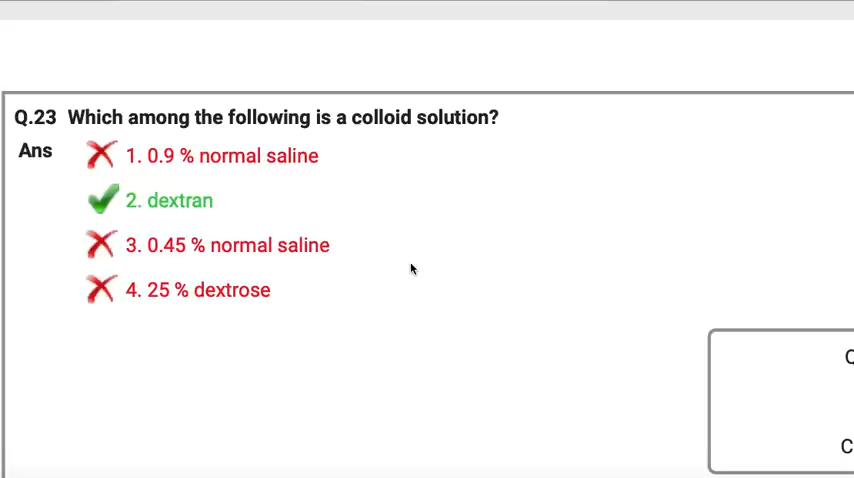 Q.23 Which among the following is a colloid solution?
Ans 1. 0.9 % normal saline
2. dextran
3. 0.45 % normal saline
4. 25 % dextrose